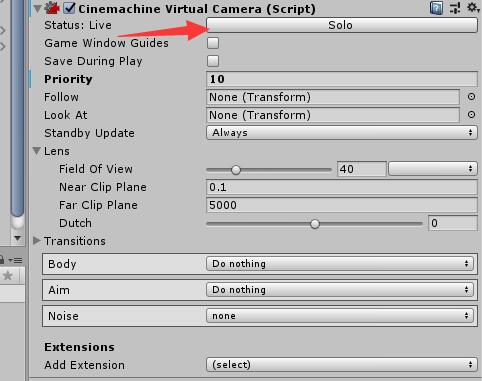 Cinemachine Virtual Camera (Script)
Status: Live Solo
Game Window Guides
Save During Play
Priority 10
Follow None (Transform)
Look At None (Transform)
Standby Update Always
Lens
Field Of View 40
Near Clip Plane 0.1
Far Clip Plane 5000
Dutch 0
Transitions
Body Do nothing
Aim Do nothing
Noise none
Extensions
Add Extension (select)